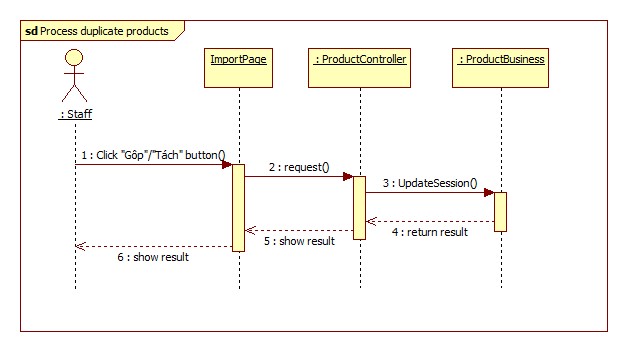 sd Process duplicate products
ImportPage
: ProductController
: ProductBusiness
: Staff
1 : Click "Gôp"/"Tách" button()
2 : request()
3 : UpdateSession()
4 : return result
5 : show result
6 : show result